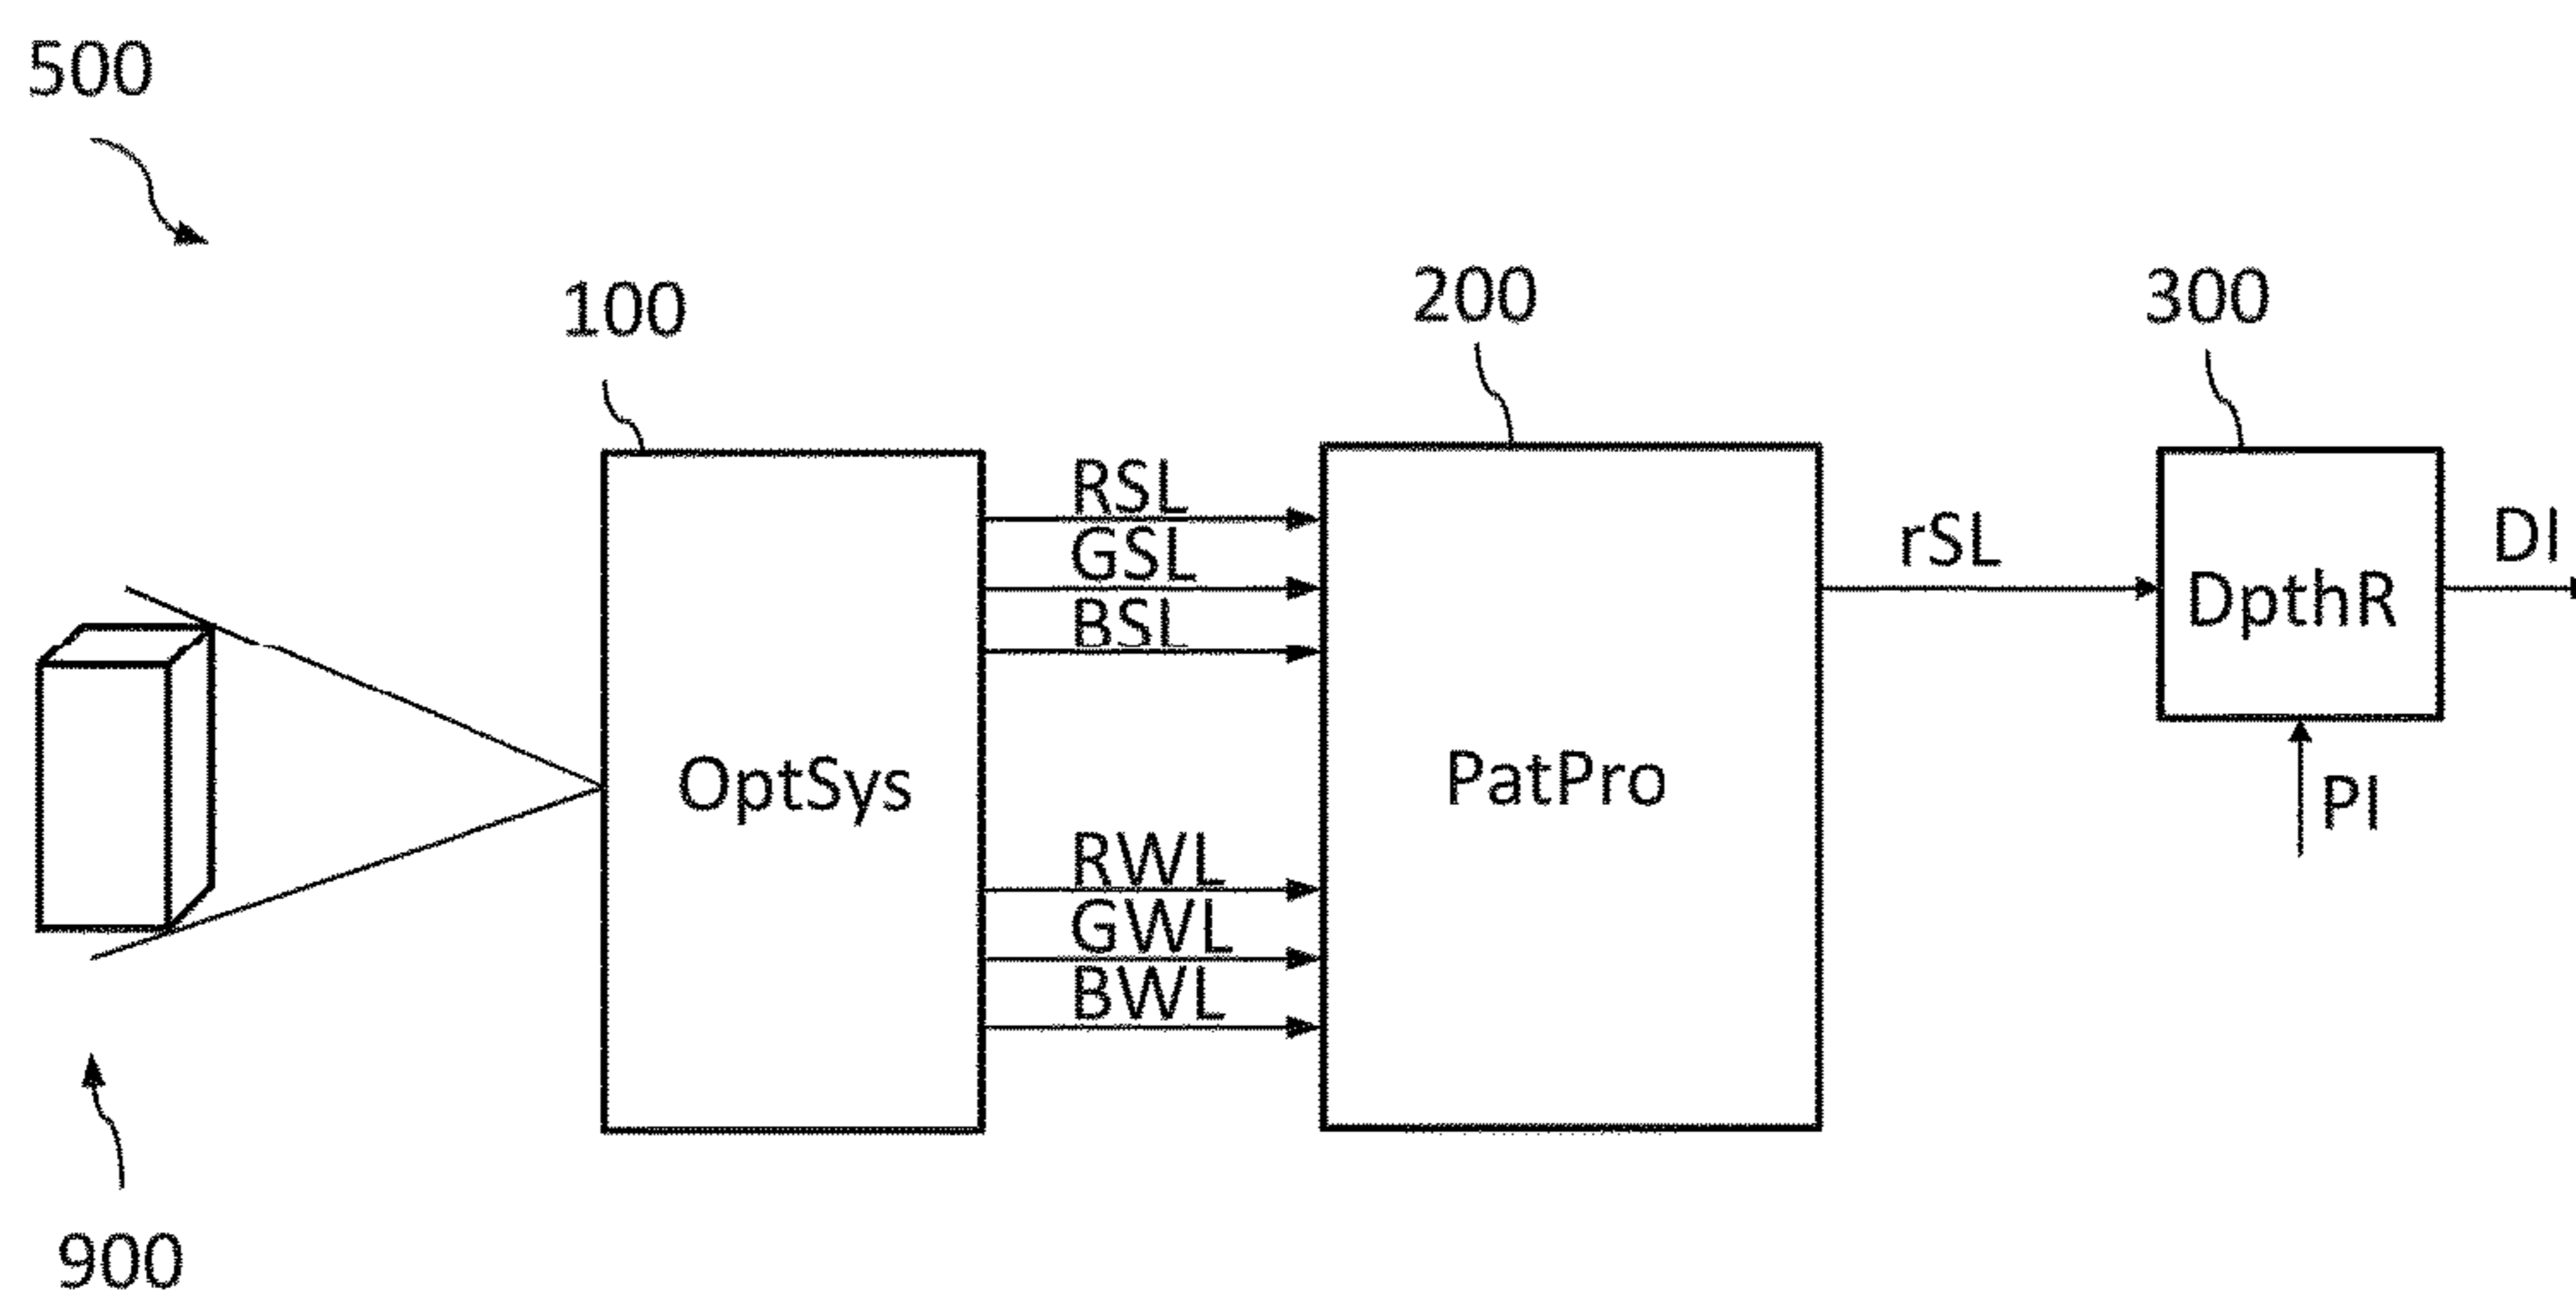 500
100
200
300
RSL
GSL
BSL
rSL
DI
DpthR
OptSys
PatPro
PI
RWL
GWL
BWL
900